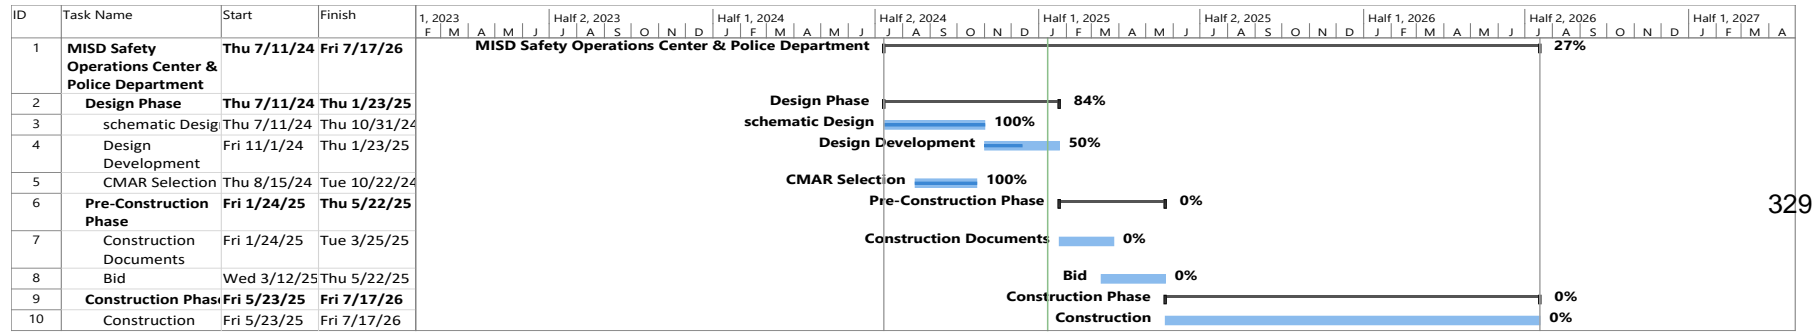 ID Task Name Start Finish 1, 2023 Half 2, 2023 Half 1, 2024 Half 2, 2024 Half 1, 2025 Half 2, 2025 Half 1, 2026 Half 2, 2026 Half 1, 2027
F M A M J J A S O N D J F M A M J J A S O N D J F M A M J J A S O N D J F M A M J J A S O N D J F M A
1 MISD Safety Thu 7/11/24 Fri 7/17/26 MISD Safety Operations Center & Police Department 27%
Operations Center &
Police Department
2 Design Phase Thu 7/11/24 Thu 1/23/25 Design Phase 84%
3 schematic Desig Thu 7/11/24 Thu 10/31/24 schematic Design 100%
4 Design Fri 11/1/24 Thu 1/23/25 Design Development 50%
Development
5 CMAR Selection Thu 8/15/24 Tue 10/22/24 CMAR Selection 100%
6 Pre-Construction Fri 1/24/25 Thu 5/22/25 Pre-Construction Phase 0%
Phase
329
7 Construction Fri 1/24/25 Tue 3/25/25 Construction Documents 0%
Documents
8 Bid Wed 3/12/25 Thu 5/22/25 Bid 0%
9 Construction Phas Fri 5/23/25 Fri 7/17/26 Construction Phase 0%
10 Construction Fri 5/23/25 Fri 7/17/26 Construction 0%